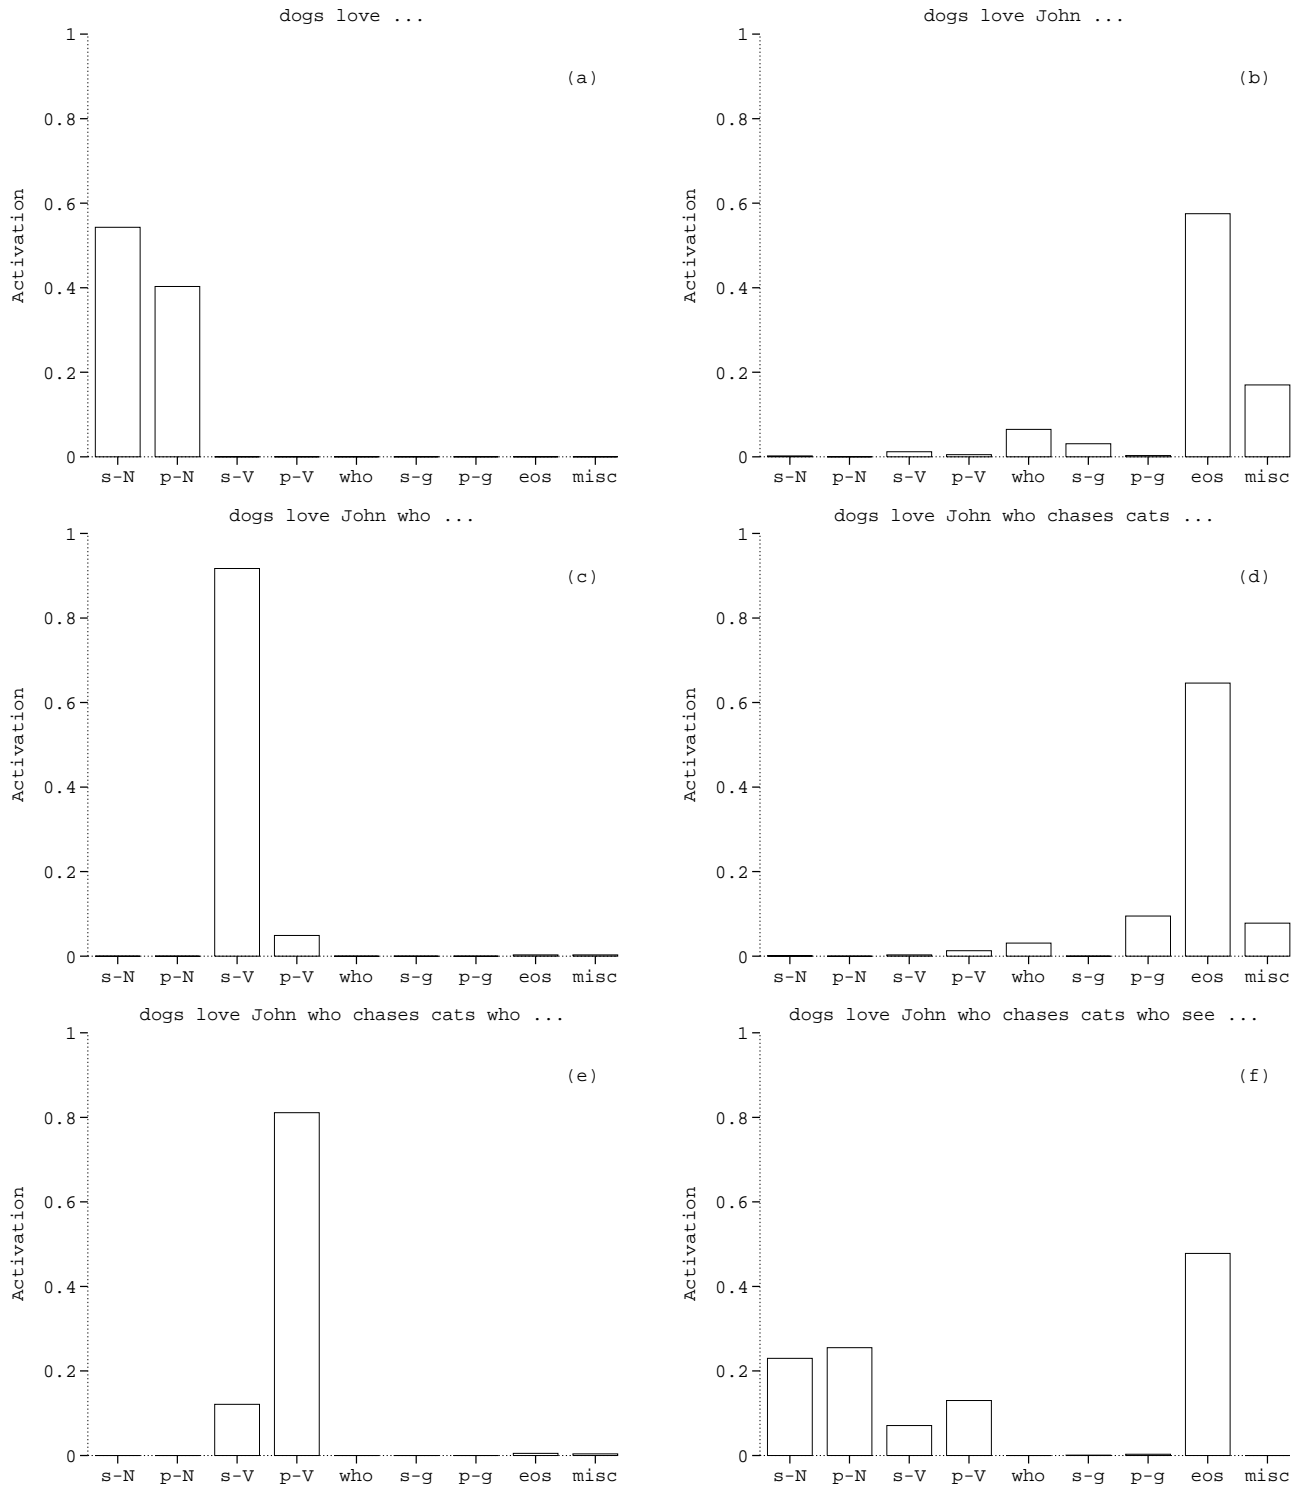 dogs love ...
(a)
Activation
1
0.8
0.6
0.4
0.2
0
s-N p-N s-V p-V who s-g p-g eos misc
dogs love John ...
(b)
Activation
1
0.8
0.6
0.4
0.2
0
s-N p-N s-V p-V who s-g p-g eos misc
dogs love John who ...
(c)
Activation
1
0.8
0.6
0.4
0.2
0
s-N p-N s-V p-V who s-g p-g eos misc
dogs love John who chases cats ...
(d)
Activation
1
0.8
0.6
0.4
0.2
0
s-N p-N s-V p-V who s-g p-g eos misc
dogs love John who chases cats who ...
(e)
Activation
1
0.8
0.6
0.4
0.2
0
s-N p-N s-V p-V who s-g p-g eos misc
dogs love John who chases cats who see ...
(f)
Activation
1
0.8
0.6
0.4
0.2
0
s-N p-N s-V p-V who s-g p-g eos misc